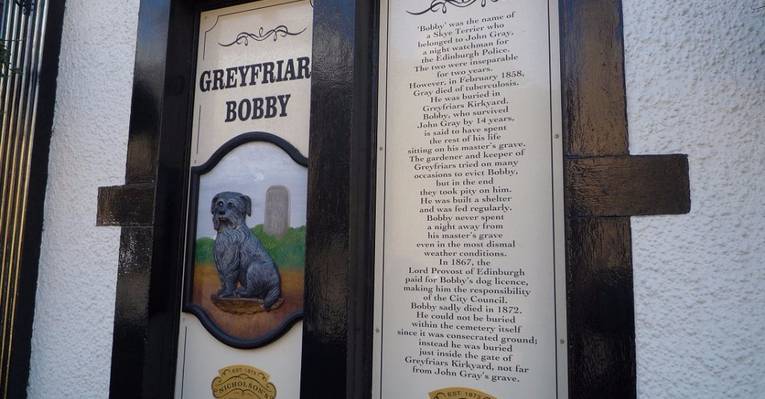 GREYFRIAR
BOBBY
EST 1873
NICHOLSON'S
'Bobby' was the name of
a Skye Terrier who
belonged to John Gray,
a night watchman for
the Edinburgh Police.
The two were inseparable
for two years.
However, in February 1858,
Gray died of tuberculosis.
He was buried in
Greyfriars Kirkyard.
Bobby, who survived
John Gray by 14 years,
is said to have spent
the rest of his life
sitting on his master's grave.
The gardener and keeper of
Greyfriars tried on many
occasions to evict Bobby,
but in the end
they took pity on him.
He was built a shelter
and was fed regularly.
Bobby never spent
a night away from
his master's grave
even in the most dismal
weather conditions.
In 1867, the
Lord Provost of Edinburgh
paid for Bobby's dog licence,
making him the responsibility
of the City Council.
Bobby sadly died in 1872.
He could not be buried
within the cemetery itself
since it was consecrated ground;
instead he was buried
just inside the gate of
Greyfriars Kirkyard, not far
from John Gray's grave.
EST 1873